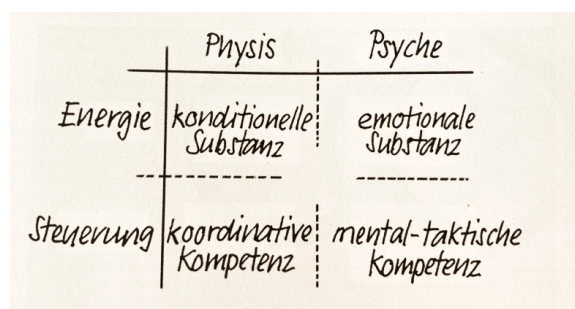 Physis Psyche
Energie konditionelle emotionale
Substanz Substanz
Steuerung koordinative mental-taktische
Kompetenz Kompetenz